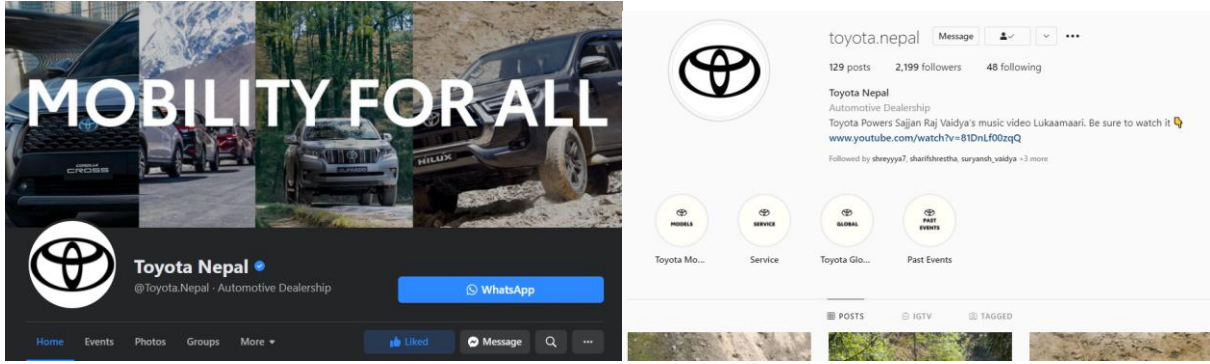 MOBILITY FOR ALL
COROLLA
CROSS
HILUX
Toyota Nepal
@Toyota.Nepal · Automotive Dealership
WhatsApp
Home Events Photos Groups More
Liked Message
toyota.nepal Message
129 posts 2,199 followers 48 following
Toyota Nepal
Automotive Dealership
Toyota Powers Sajjan Raj Vaidya's music video Lukaamaari. Be sure to watch it
www.youtube.com/watch?v=81DnLf00zqQ
Followed by shreyyya7, sharifshrestha, suryansh_vaidya +3 more
MODELS
SERVICE
GLOBAL
PAST
EVENTS
Toyota Mo... Service Toyota Glo... Past Events
POSTS IGTV TAGGED